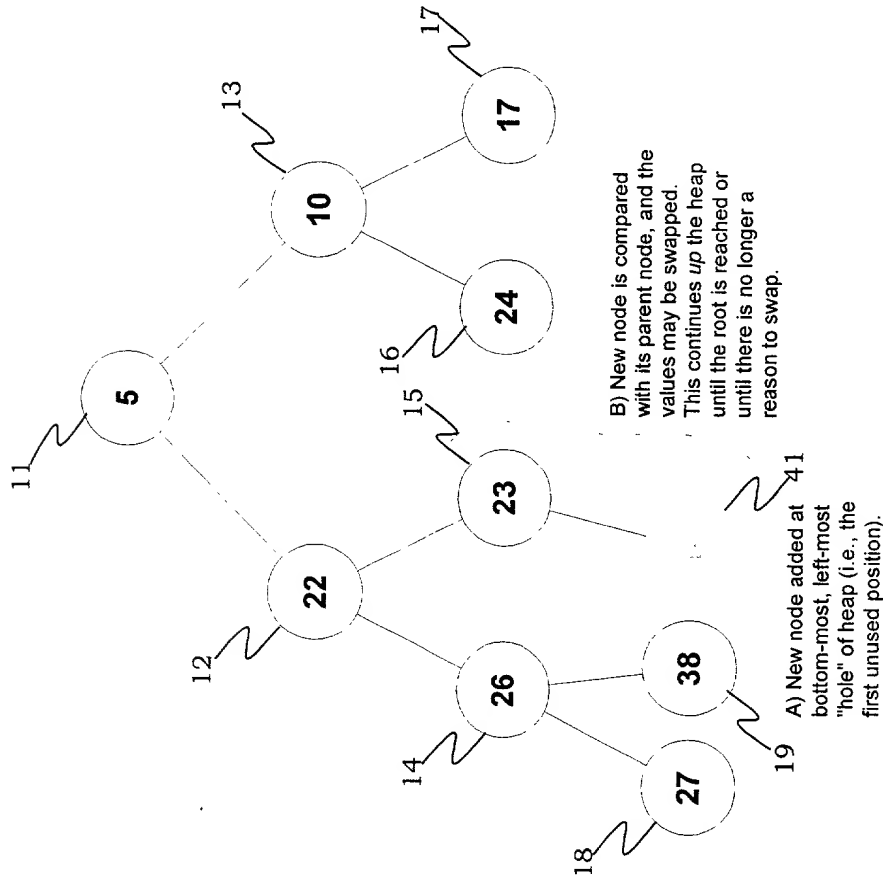 11
5
13
10
12
22
17
17
16
24
15
23
14
26
18
27
19
38
41
A) New node added at
bottom-most, left-most
"hole" of heap (i.e., the
first unused position).
B) New node is compared
with its parent node, and the
values may be swapped.
This continues up the heap
until the root is reached or
until there is no longer a
reason to swap.